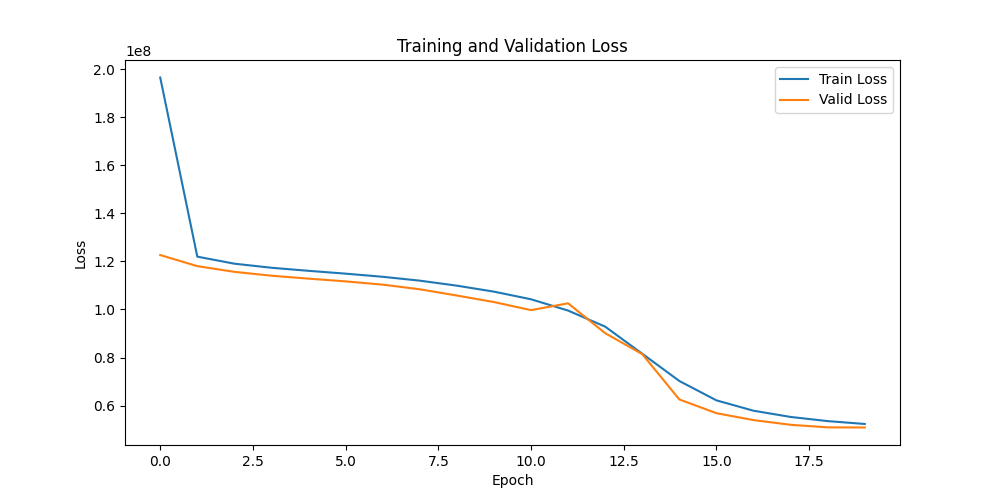 Training and Validation Loss
1e8
Train Loss
Valid Loss
2.0
1.8
1.6
1.4
1.2
1.0
0.8
0.6
Loss
0.0 2.5 5.0 7.5 10.0 12.5 15.0 17.5
Epoch